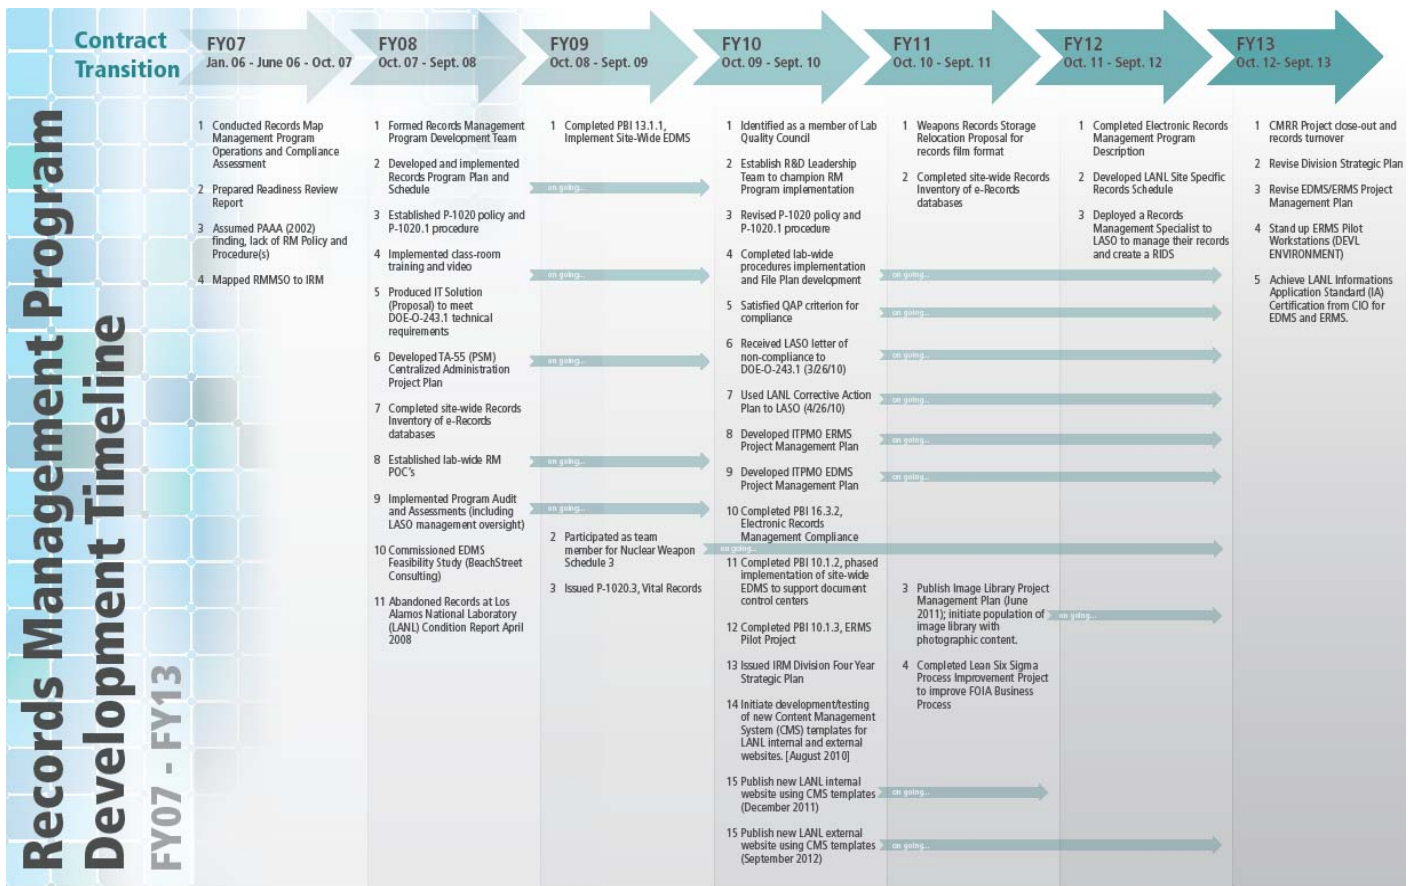 Records Management Program
Development Timeline
FY07 - FY13
Contract
Transition
FY07
Jan. 06 - June 06 - Oct. 07
FY08
Oct. 07 - Sept. 08
FY09
Oct. 08 - Sept. 09
FY10
Oct. 09 - Sept. 10
FY11
Oct. 10 - Sept. 11
FY12
Oct. 11 - Sept. 12
FY13
Oct. 12- Sept. 13
1 Conducted Records Map
Management Program
Operations and Compliance
Assessment
2 Prepared Readiness Review
Report
3 Assumed PAAA (2002)
finding, lack of RM Policy and
Procedure(s)
4 Mapped RMMSO to IRM
1 Formed Records Management
Program Development Team
2 Developed and implemented
Records Program Plan and
Schedule
on going...
3 Established P-1020 policy and
P-1020.1 procedure
4 Implemented class-room
training and video
on going...
5 Produced IT Solution
(Proposal) to meet
DOE-O-243.1 technical
requirements
6 Developed TA-55 (PSM)
Centralized Administration
Project Plan
on going...
7 Completed site-wide Records
Inventory of e-Records
databases
8 Established lab-wide RM
POC's
on going...
9 Implemented Program Audit
and Assessments (including
LASO management oversight)
on going...
10 Commissioned EDMS
Feasibility Study (BeachStreet
Consulting)
11 Abandoned Records at Los
Alamos National Laboratory
(LANL) Condition Report April
2008
1 Completed PBI 13.1.1,
Implement Site-Wide EDMS
2 Participated as team
member for Nuclear Weapon
Schedule 3
on going...
3 Issued P-1020.3, Vital Records
1 Identified as a member of Lab
Quality Council
2 Establish R&D Leadership
Team to champion RM
Program implementation
3 Revised P-1020 policy and
P-1020.1 procedure
4 Completed lab-wide
procedures implementation
and File Plan development
on going...
5 Satisfied QAP criterion for
compliance
on going...
6 Received LASO letter of
non-compliance to
DOE-O-243.1 (3/26/10)
on going...
7 Used LANL Corrective Action
Plan to LASO (4/26/10)
on going...
8 Developed ITPMO ERMS
Project Management Plan
on going...
9 Developed ITPMO EDMS
Project Management Plan
on going...
10 Completed PBI 16.3.2,
Electronic Records
Management Compliance
11 Completed PBI 10.1.2, phased
implementation of site-wide
EDMS to support document
control centers
12 Completed PBI 10.1.3, ERMS
Pilot Project
13 Issued IRM Division Four Year
Strategic Plan
14 Initiate development/testing
of new Content Management
System (CMS) templates for
LANL internal and external
websites. [August 2010]
15 Publish new LANL internal
website using CMS templates
(December 2011)
on going...
15 Publish new LANL external
website using CMS templates
(September 2012)
on going...
1 Weapons Records Storage
Relocation Proposal for
records film format
2 Completed site-wide Records
Inventory of e-Records
databases
3 Publish Image Library Project
Management Plan (June
2011); initiate population of
image library with
photographic content.
on going...
4 Completed Lean Six Sigma
Process Improvement Project
to improve FOIA Business
Process
1 Completed Electronic Records
Management Program
Description
2 Developed LANL Site Specific
Records Schedule
3 Deployed a Records
Management Specialist to
LASO to manage their records
and create a RIDS
1 CMRR Project close-out and
records turnover
2 Revise Division Strategic Plan
3 Revise EDMS/ERMS Project
Management Plan
4 Stand up ERMS Pilot
Workstations (DEVL
ENVIRONMENT)
5 Achieve LANL Informations
Application Standard (IA)
Certification from CIO for
EDMS and ERMS.